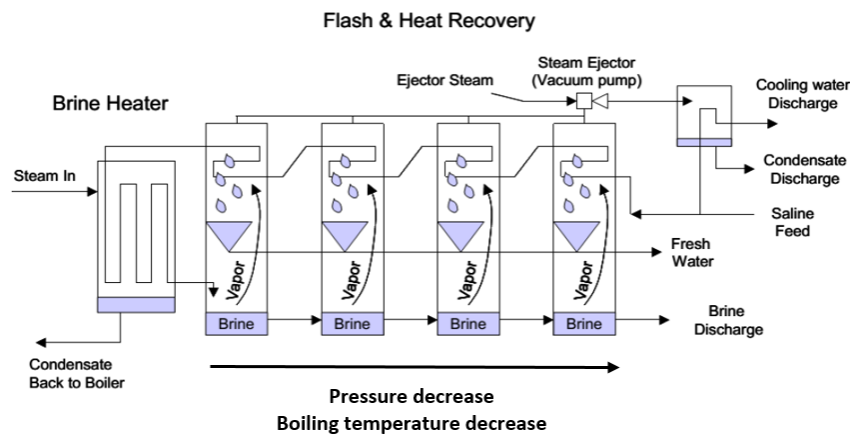 Flash & Heat Recovery
Steam Ejector
(Vacuum pump)
Ejector Steam
Cooling water
Discharge
Brine Heater
Condensate
Discharge
Steam In
Saline
Feed
Fresh
Water
Vapor
Vapor
Vapor
Vapor
Brine
Brine
Brine
Brine
Brine
Discharge
Condensate
Back to Boiler
Pressure decrease
Boiling temperature decrease